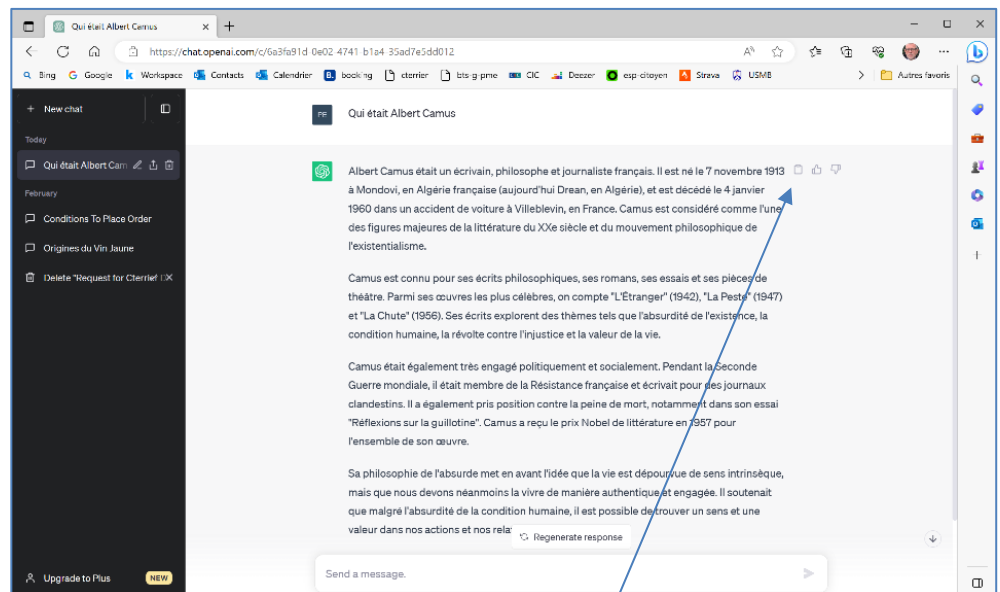 Qui était Albert Camus
https://chat.openai.com/c/6a3fa91d-0e02-4741-b1a4-35ad7e5dd012
Bing Google Workspace Contacts Calendrier booking cterrier bts-g-pme CIC Deezer esp-citoyen Strava USMB Autres favoris
+ New chat
Today
Qui était Albert Cam
February
Conditions To Place Order
Origines du Vin Jaune
Delete "Request for Cterrier
Upgrade to Plus NEW
Qui était Albert Camus
Albert Camus était un écrivain, philosophe et journaliste français. Il est né le 7 novembre 1913
à Mondovi, en Algérie française (aujourd'hui Drean, en Algérie), et est décédé le 4 janvier
1960 dans un accident de voiture à Villeblevin, en France. Camus est considéré comme l'une
des figures majeures de la littérature du XXe siècle et du mouvement philosophique de
l'existentialisme.
Camus est connu pour ses écrits philosophiques, ses romans, ses essais et ses pièces de
théâtre. Parmi ses œuvres les plus célèbres, on compte "L'Étranger" (1942), "La Peste" (1947)
et "La Chute" (1956). Ses écrits explorent des thèmes tels que l'absurdité de l'existence, la
condition humaine, la révolte contre l'injustice et la valeur de la vie.
Camus était également très engagé politiquement et socialement. Pendant la Seconde
Guerre mondiale, il était membre de la Résistance française et écrivait pour des journaux
clandestins. Il a également pris position contre la peine de mort, notamment dans son essai
"Réflexions sur la guillotine". Camus a reçu le prix Nobel de littérature en 1957 pour
l'ensemble de son œuvre.
Sa philosophie de l'absurde met en avant l'idée que la vie est dépourvue de sens intrinsèque,
mais que nous devons néanmoins la vivre de manière authentique et engagée. Il soutenait
que malgré l'absurdité de la condition humaine, il est possible de trouver un sens et une
valeur dans nos actions et nos rela
Regenerate response
Send a message.